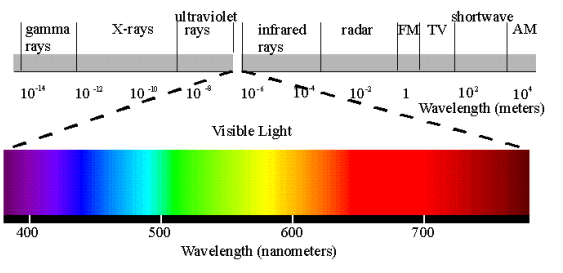 ultraviolet shortwave
gamma X-rays rays infrared radar FM TV AM
rays rays
10-14 10-12 10-10 10-8 10-6 10-4 10-2 1 102 104
Wavelength (meters)
Visible Light
400 500 600 700
Wavelength (nanometers)